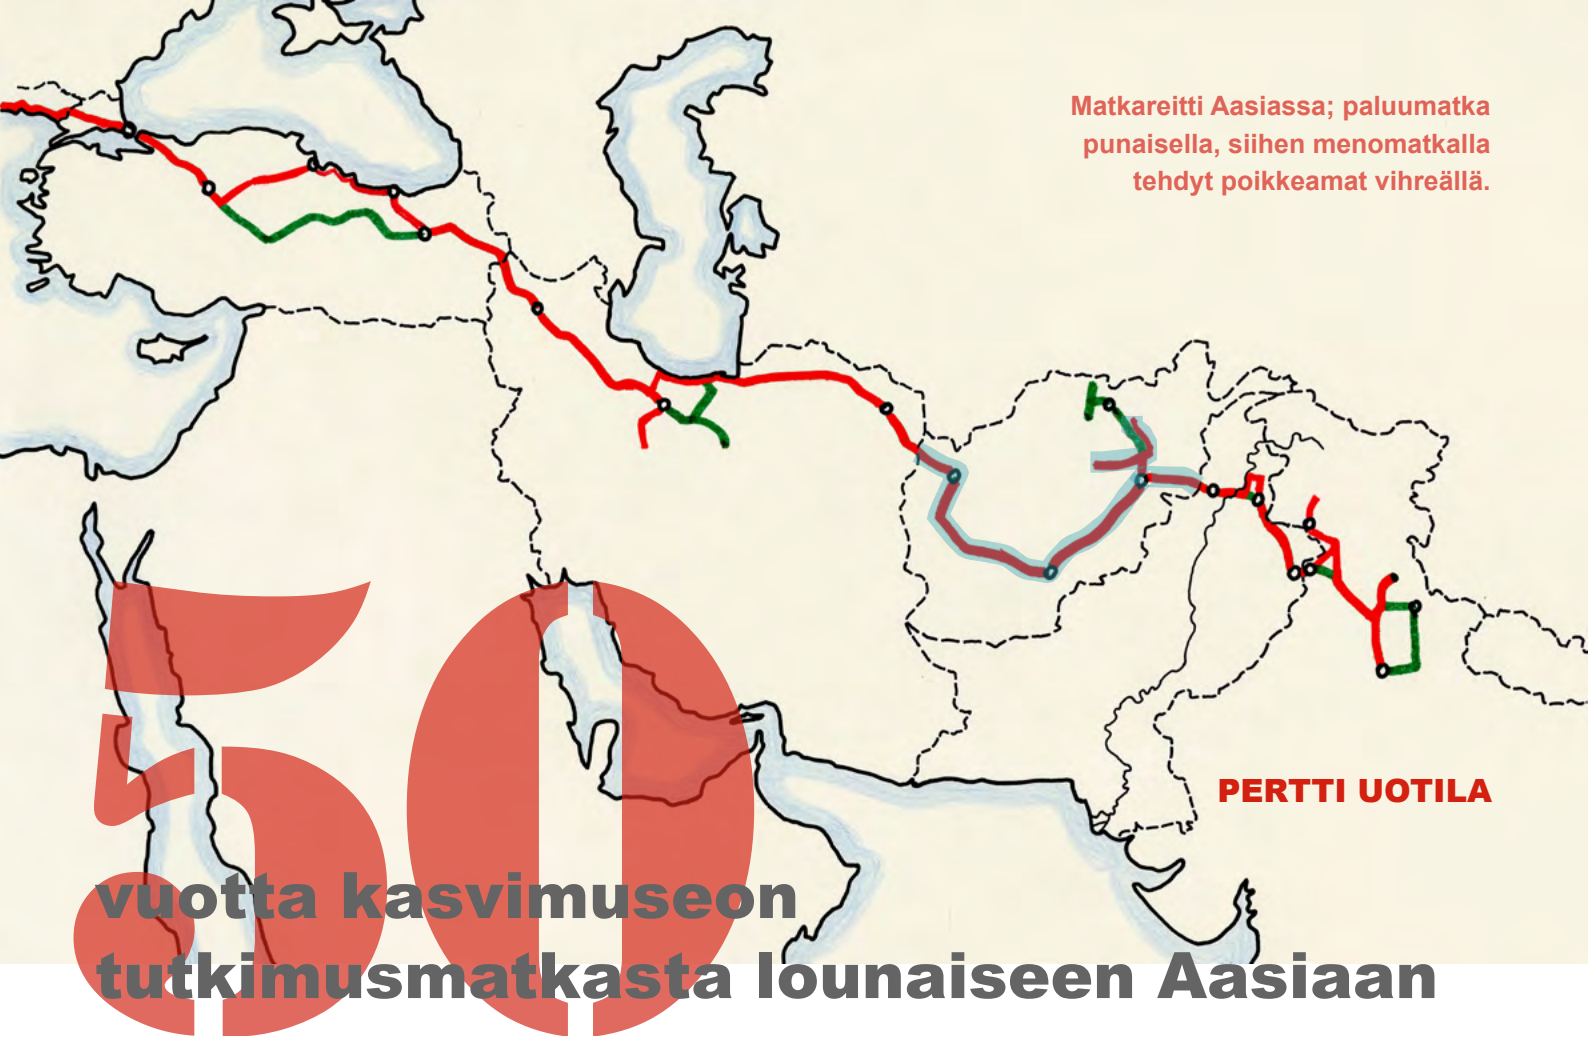 Matkareitti Aasiassa; paluumatka
punaisella, siihen menomatkalla
tehdyt poikkeamat vihreällä.
PERTTI UOTILA
50
vuotta kasvimuseon
tutkimusmatkasta lounaiseen Aasiaan